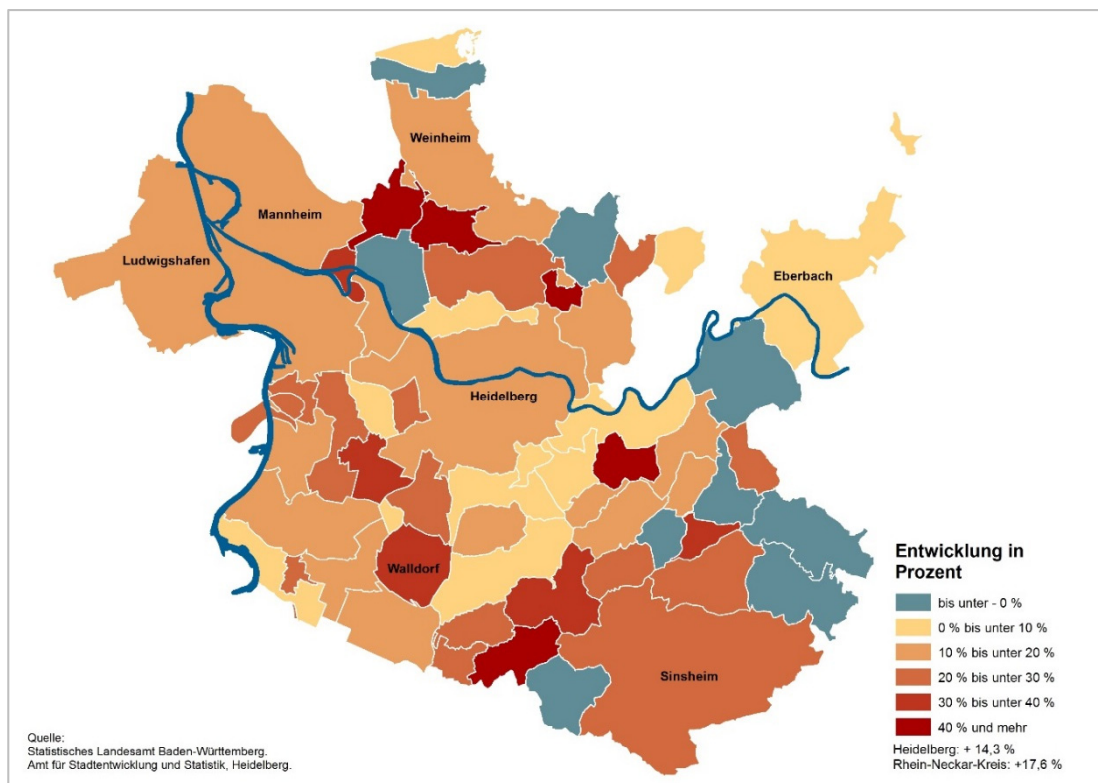 Weinheim
Mannheim
Ludwigshafen
Eberbach
Heidelberg
Walldorf
Sinsheim
Entwicklung in
Prozent
bis unter - 0 %
0 % bis unter 10 %
10 % bis unter 20 %
20 % bis unter 30 %
30 % bis unter 40 %
40 % und mehr
Heidelberg: + 14,3 %
Rhein-Neckar-Kreis: +17,6 %
Quelle:
Statistisches Landesamt Baden-Württemberg.
Amt für Stadtentwicklung und Statistik, Heidelberg.